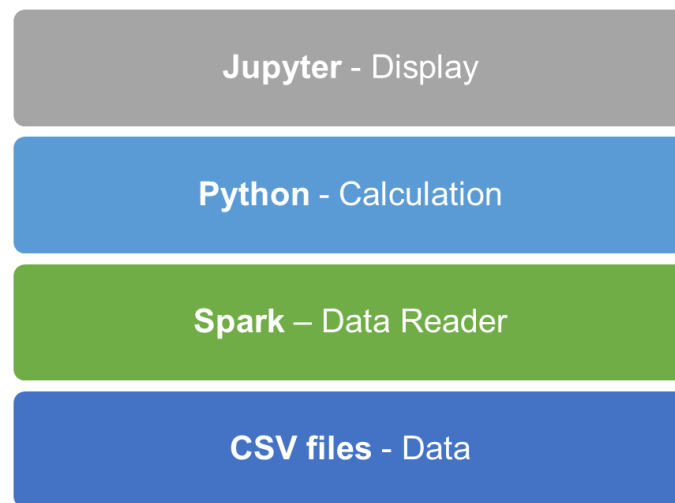 Jupyter - Display
Python - Calculation
Spark – Data Reader
CSV files - Data